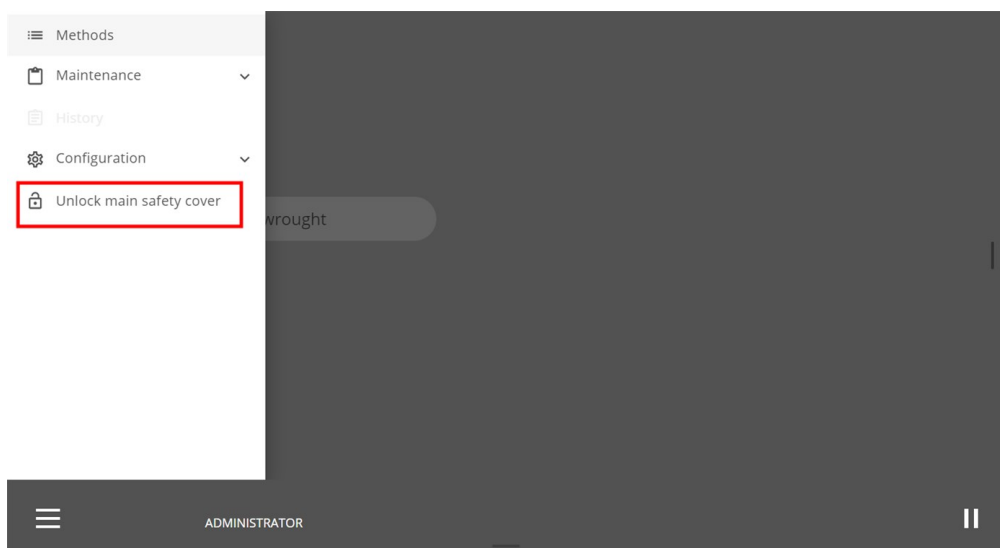 Methods
Maintenance
History
Configuration
Unlock main safety cover
wrought
ADMINISTRATOR